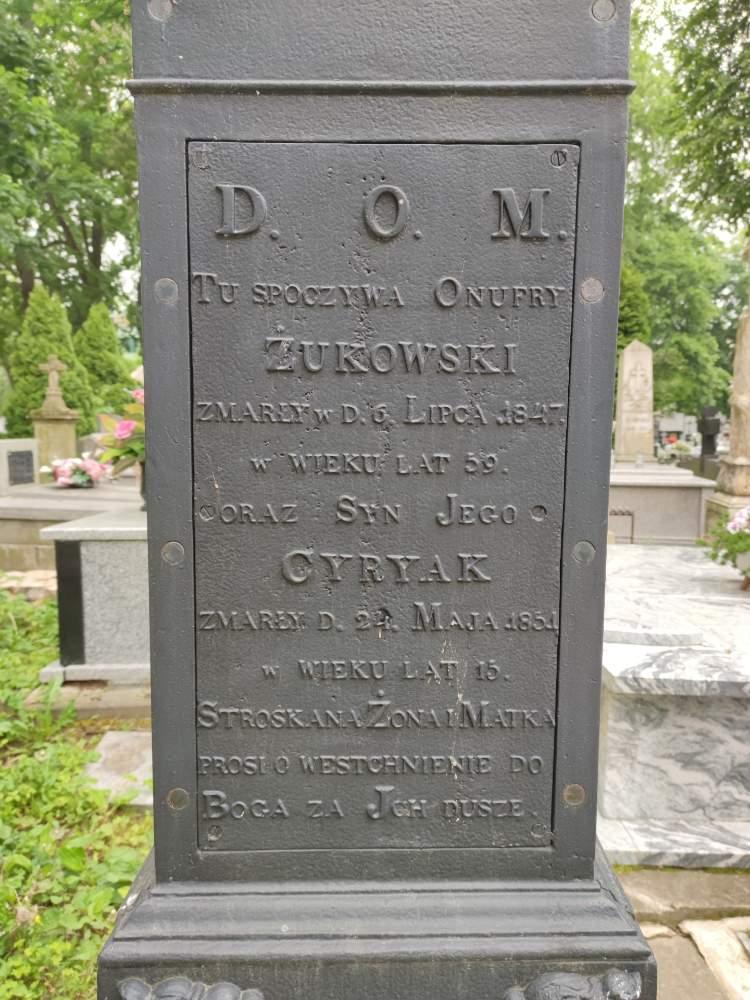 D. O. M.
TU SPOCZYWA ONUFRY
ŻUKOWSKI
ZMARŁY W D. 6. LIPCA 1847.
W WIEKU LAT 59.
ORAZ SYN JEGO
CYRYAK
ZMARŁY D. 24. MAJA 1851
W WIEKU LAT 15.
STROSKANA ŻONA I MATKA
PROSI O WESTCHNIENIE DO
BOGA ZA JCH DUSZE.